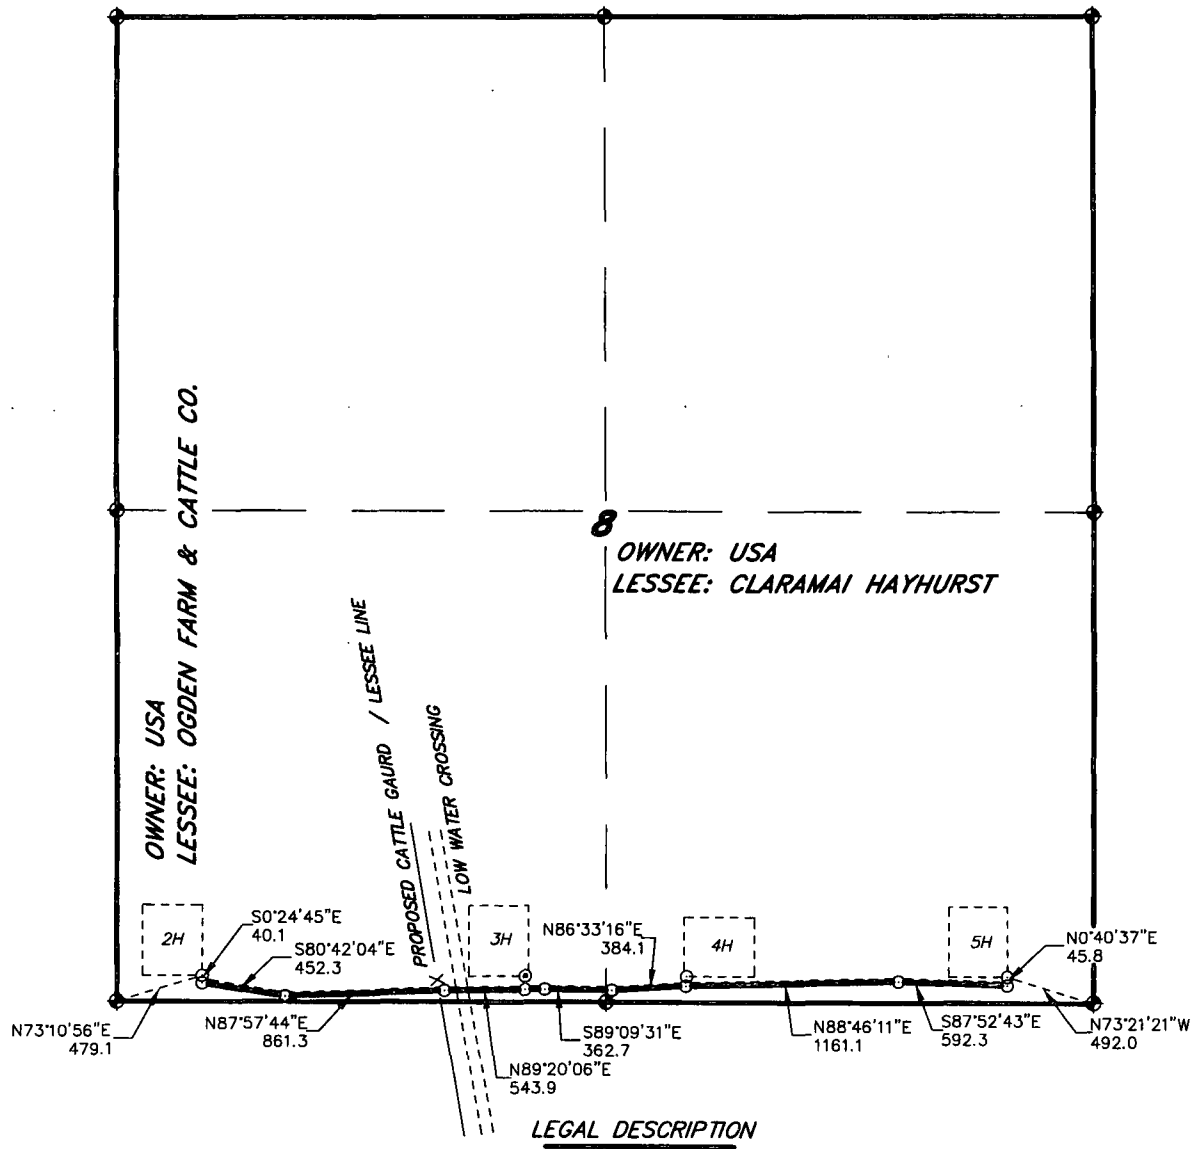 8
OWNER: USA
LESSEE: CLARAMAI HAYHURST
OWNER: USA
LESSEE: OGDEN FARM & CATTLE CO.
PROPOSED CATTLE GAURD / LESSEE LINE
LOW WATER CROSSING
2H
S0°24'45"E
40.1
S80°42'04"E
452.3
3H
N86°33'16"E
384.1
4H
5H
N0°40'37"E
45.8
N73°10'56"E
479.1
N87°57'44"E
861.3
N89°20'06"E
543.9
S89°09'31"E
362.7
N88°46'11"E
1161.1
S87°52'43"E
592.3
N73°21'21"W
492.0
LEGAL DESCRIPTION